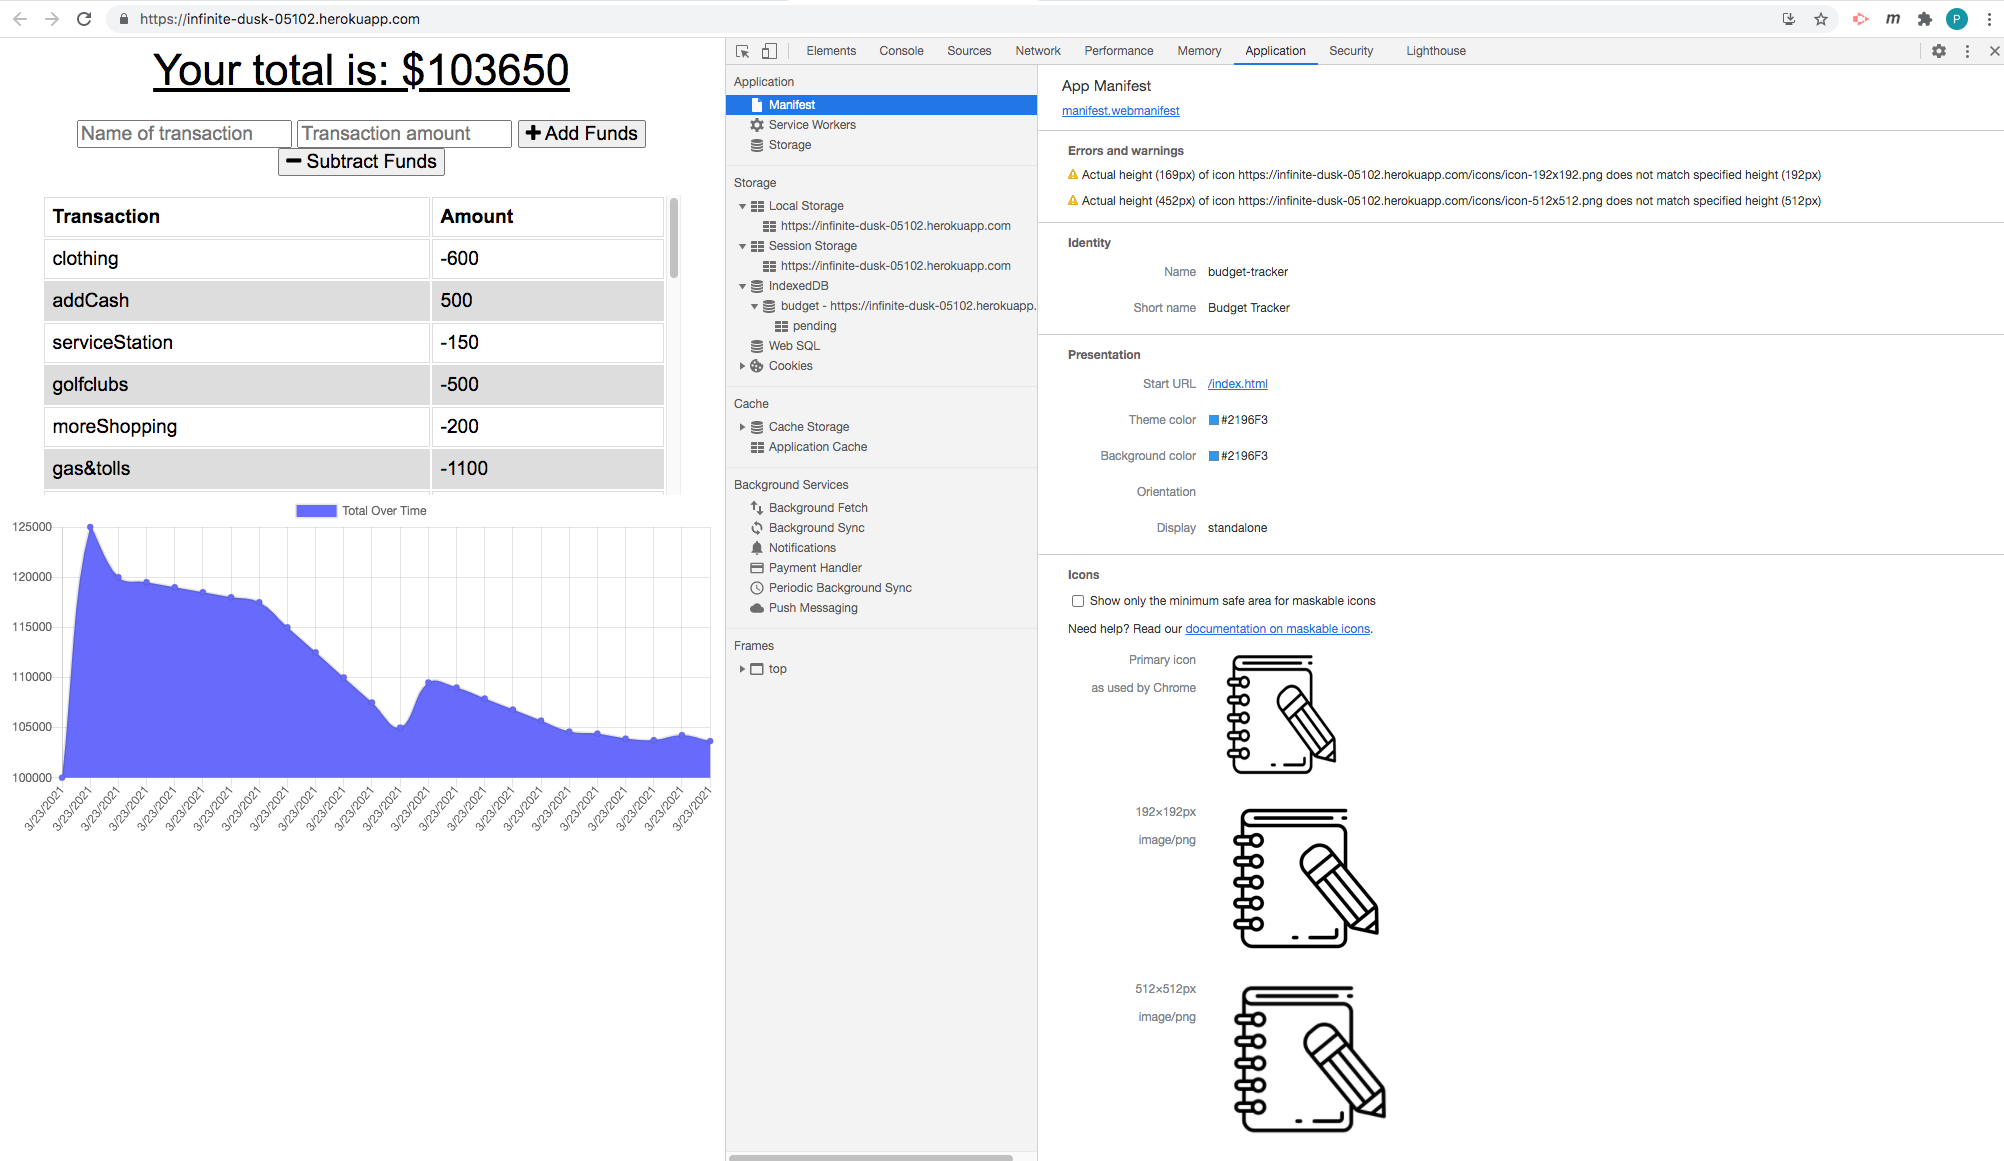 https://infinite-dusk-05102.herokuapp.com
m
P
Your total is: $103650
Name of transaction
Transaction amount
Add Funds
Subtract Funds
Transaction Amount
clothing -600
addCash 500
serviceStation -150
golfclubs -500
moreShopping -200
gas&tolls -1100
Total Over Time
125000
120000
115000
110000
105000
100000
3/23/2021 3/23/2021 3/23/2021 3/23/2021 3/23/2021 3/23/2021 3/23/2021 3/23/2021 3/23/2021 3/23/2021 3/23/2021 3/23/2021 3/23/2021 3/23/2021 3/23/2021 3/23/2021 3/23/2021 3/23/2021 3/23/2021 3/23/2021 3/23/2021 3/23/2021 3/23/2021 3/23/2021
Elements Console Sources Network Performance Memory Application Security Lighthouse
Application
Manifest
Service Workers
Storage
Storage
Local Storage
https://infinite-dusk-05102.herokuapp.com
Session Storage
https://infinite-dusk-05102.herokuapp.com
IndexedDB
budget - https://infinite-dusk-05102.herokuapp.
pending
Web SQL
Cookies
Cache
Cache Storage
Application Cache
Background Services
Background Fetch
Background Sync
Notifications
Payment Handler
Periodic Background Sync
Push Messaging
Frames
top
App Manifest
manifest.webmanifest
Errors and warnings
Actual height (169px) of icon https://infinite-dusk-05102.herokuapp.com/icons/icon-192x192.png does not match specified height (192px)
Actual height (452px) of icon https://infinite-dusk-05102.herokuapp.com/icons/icon-512x512.png does not match specified height (512px)
Identity
Name budget-tracker
Short name Budget Tracker
Presentation
Start URL /index.html
Theme color #2196F3
Background color #2196F3
Orientation
Display standalone
Icons
Show only the minimum safe area for maskable icons
Need help? Read our documentation on maskable icons.
Primary icon
as used by Chrome
192×192px
image/png
512×512px
image/png